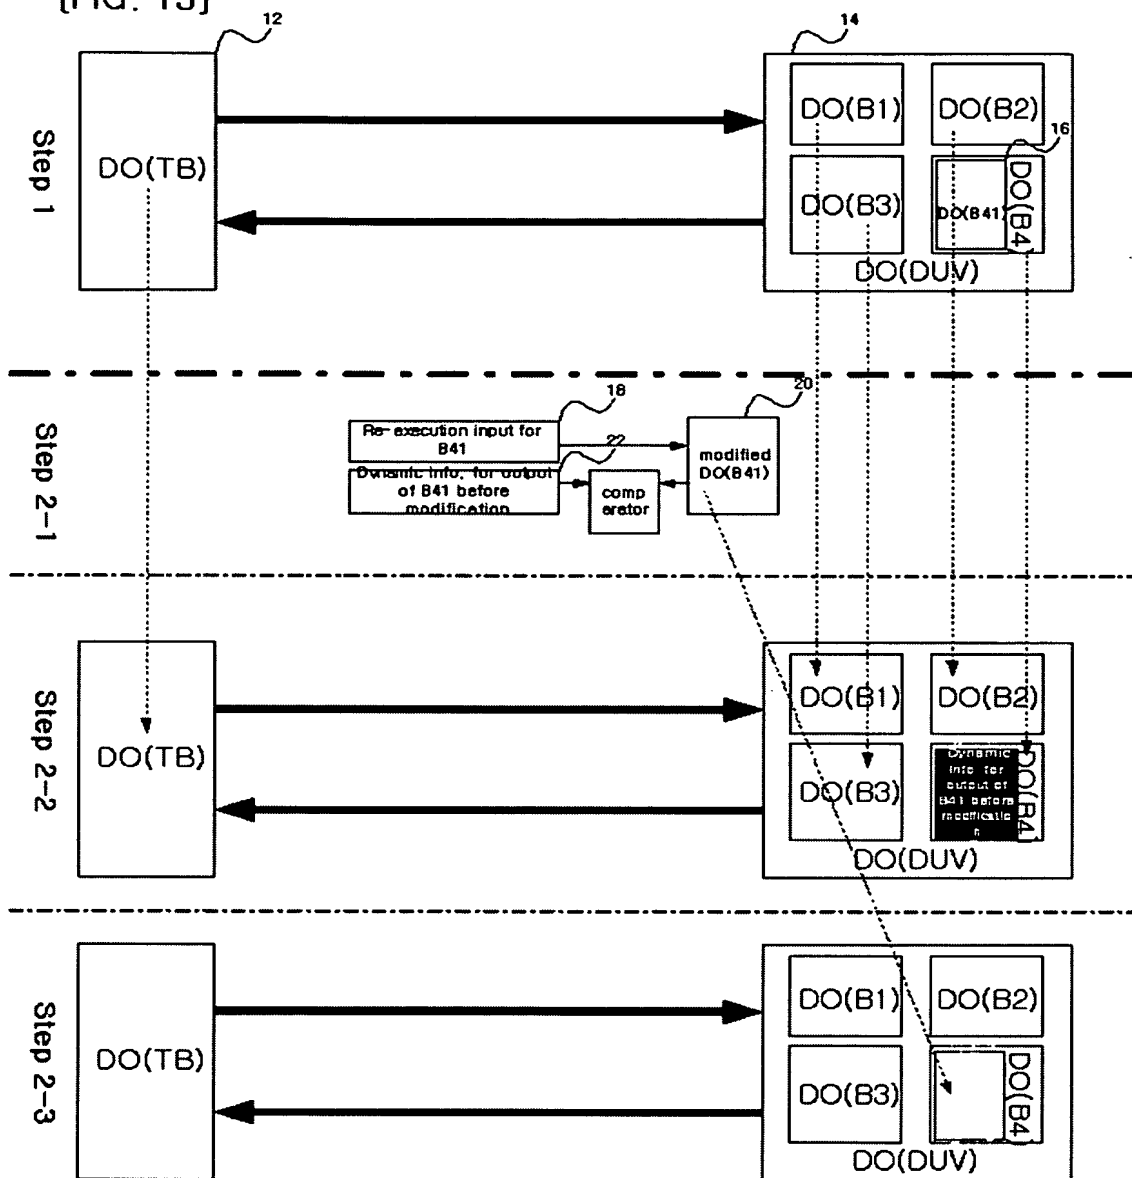 12
14
Step 1
DO(TB)
DO(B1)
DO(B2)
16
DO(B3)
DO(B41)
DO(B4)
DO(DUV)
Step 2-1
18
20
Re-execution input for
B41
22
Dynamic info. for output
of B41 before
modification
comp
erator
modified
DO(B41)
Step 2-2
DO(TB)
DO(B1)
DO(B2)
DO(B3)
Dynamic
info. for
output of
B41 before
modificatio
n
DO(B4)
DO(DUV)
Step 2-3
DO(TB)
DO(B1)
DO(B2)
DO(B3)
DO(B4)
DO(DUV)